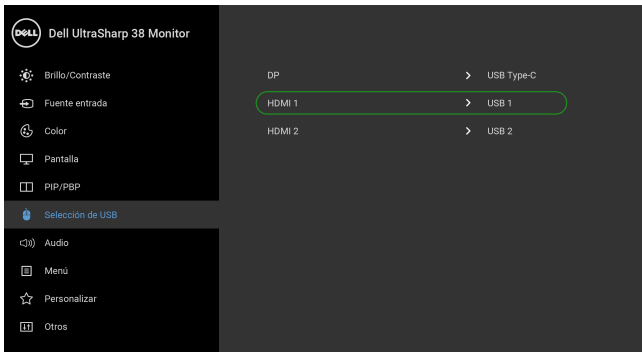 DELL Dell UltraSharp 38 Monitor
Brillo/Contraste
Fuente entrada
Color
Pantalla
PIP/PBP
Selección de USB
Audio
Menú
Personalizar
Otros
DP > USB Type-C
HDMI 1 > USB 1
HDMI 2 > USB 2